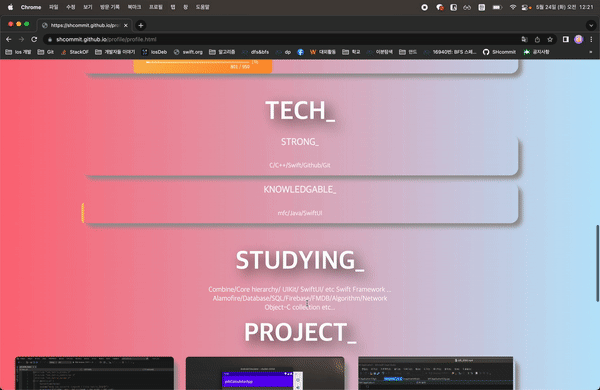 Chrome 파일 수정 보기 방문 기록 북마크 프로필 탭 창 도움말 5월 24일 (화) 오전 12:21
https://shcommit.github.io/pro
shcommit.github.io/profile/profile.html
Ios 개발 Git StackOF 개발자들 이야기 IosDeb swift.org 알고리즘 dfs&bfs dp 대외활동 학교 이분탐색 펀드 16940번: BFS 스페... SHcommit 공지사항
TECH_
STRONG_
C/C++/Swift/Github/Git
KNOWLEDGABLE_
mfc/Java/SwiftUI
STUDYING_
Combine/Core hierarchy/ UIKit/ SwiftUI/ etc Swift Framework...
Alamofire/Database/SQL/Firebase/FMDB/Algorithm/Network
Object-C collection etc...
PROJECT_